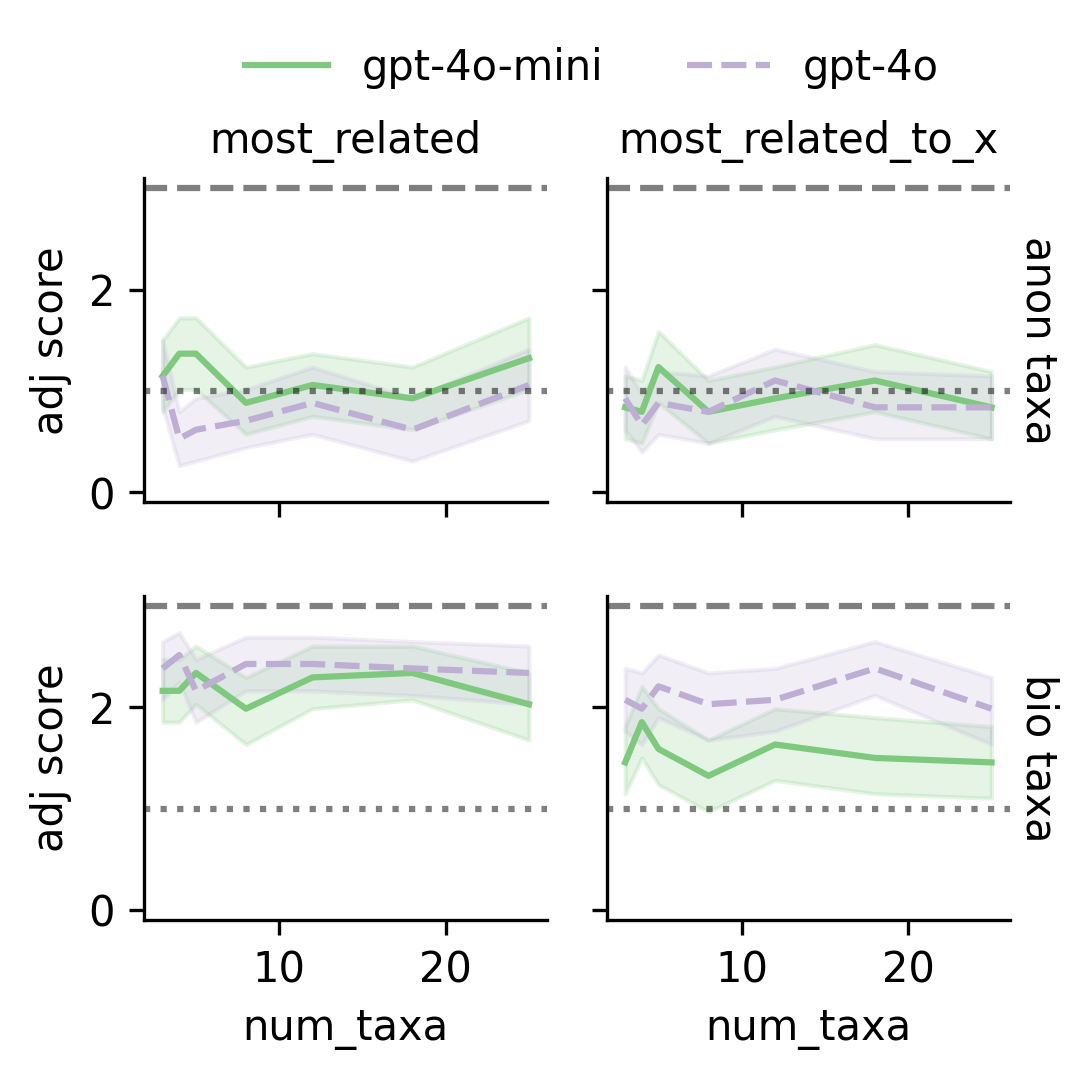 gpt-4o-mini gpt-4o
most_related most_related_to_x
adj score
2
0
anon taxa
adj score
2
0
bio taxa
10 20 10 20
num_taxa num_taxa